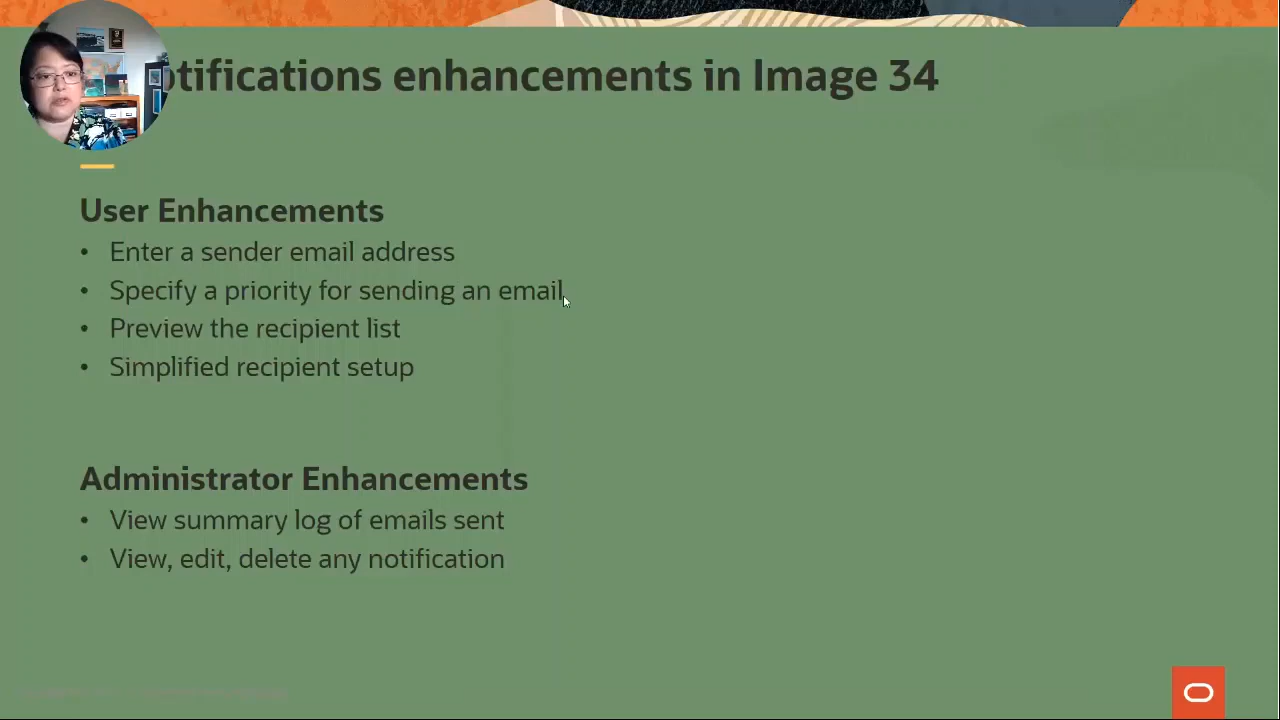 otifications enhancements in Image 34
User Enhancements
• Enter a sender email address
• Specify a priority for sending an email
• Preview the recipient list
• Simplified recipient setup
Administrator Enhancements
• View summary log of emails sent
• View, edit, delete any notification